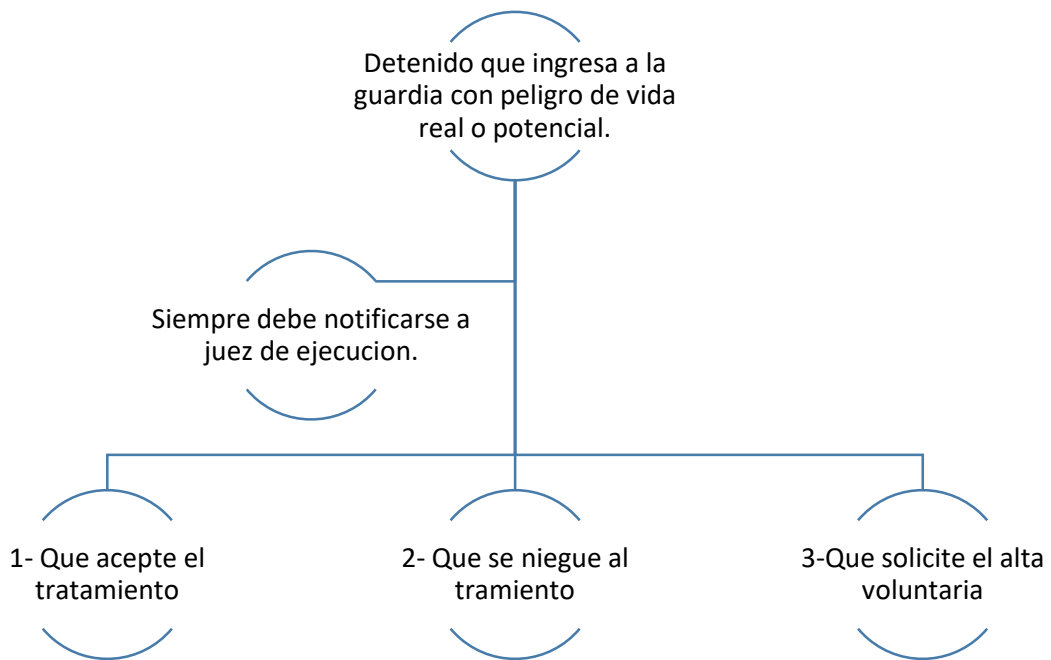 Detenido que ingresa a la
guardia con peligro de vida
real o potencial.
Siempre debe notificarse a
juez de ejecucion.
1- Que acepte el
tratamiento
2- Que se niegue al
tramiento
3-Que solicite el alta
voluntaria